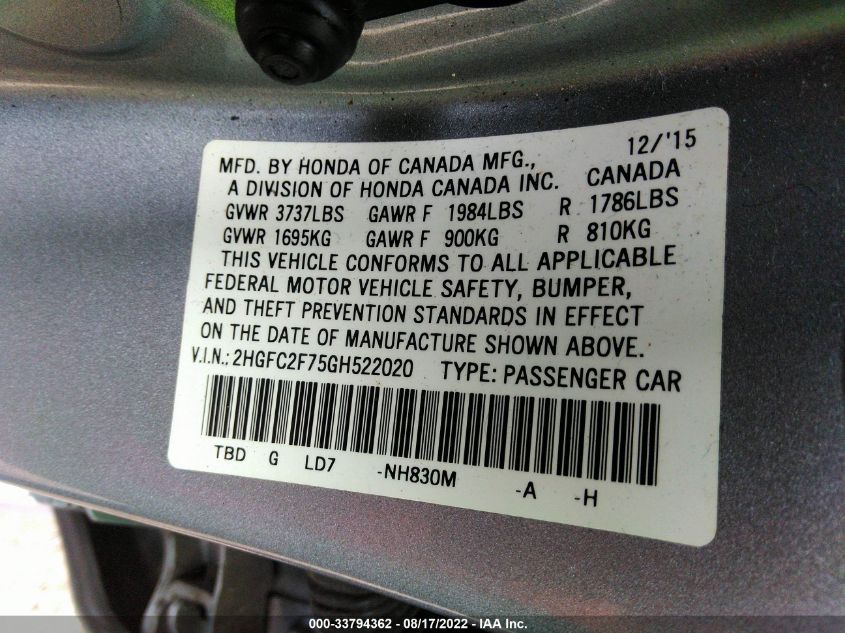 12/'15
MFD. BY HONDA OF CANADA MFG.,
A DIVISION OF HONDA CANADA INC. CANADA
GVWR 3737LBS GAWR F 1984LBS R 1786LBS
GVWR 1695KG GAWR F 900KG R 810KG
THIS VEHICLE CONFORMS TO ALL APPLICABLE
FEDERAL MOTOR VEHICLE SAFETY, BUMPER,
AND THEFT PREVENTION STANDARDS IN EFFECT
ON THE DATE OF MANUFACTURE SHOWN ABOVE.
V.I.N.: 2HGFC2F75GH522020 TYPE: PASSENGER CAR
TBD G LD7 -NH830M -A -H
000-33794362 - 08/17/2022 - IAA Inc.